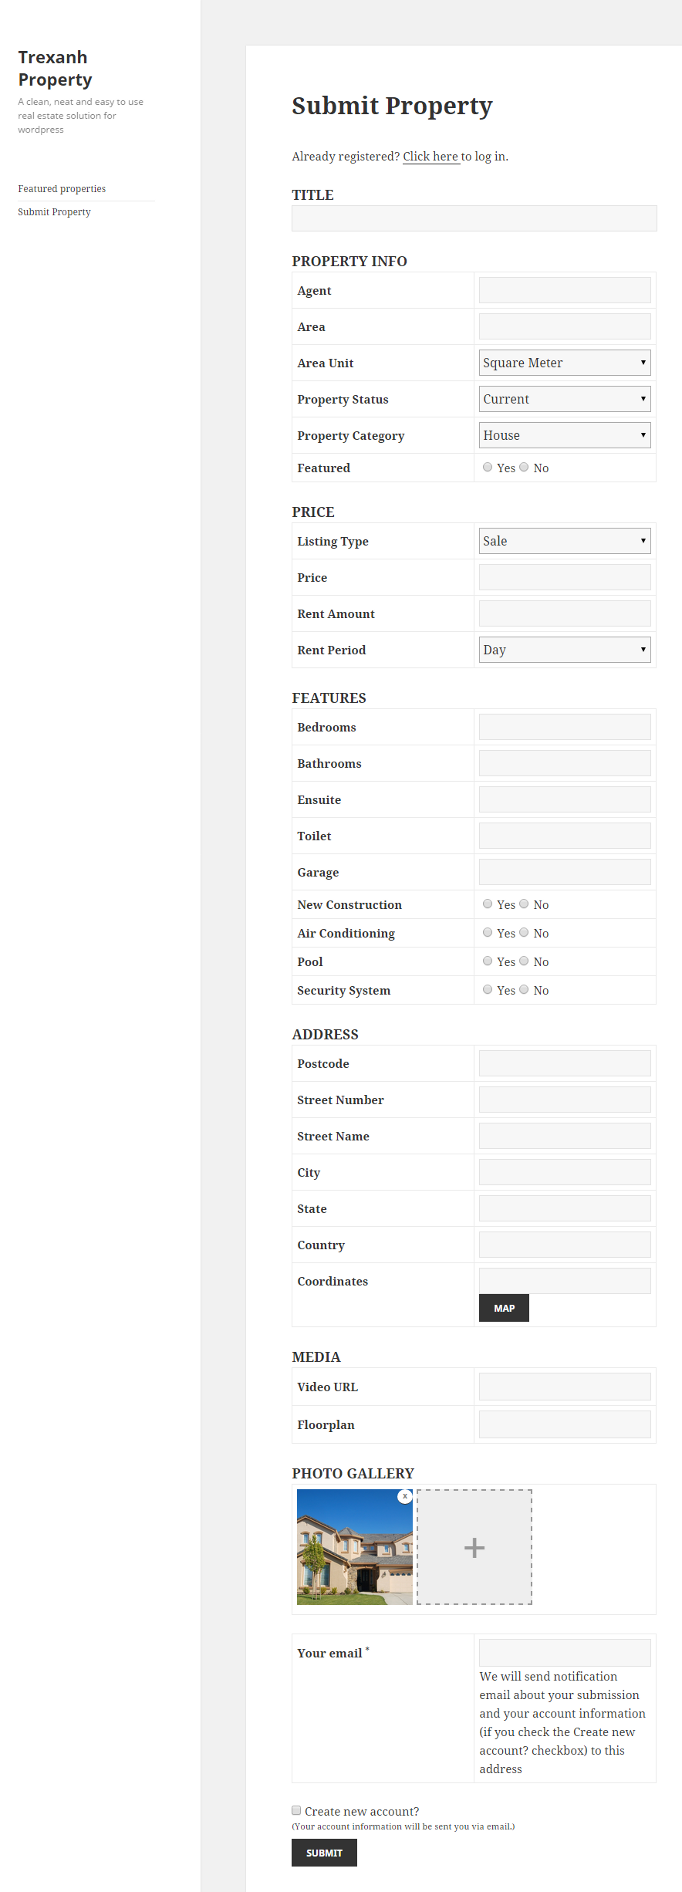 Trexanh
Property
A clean, neat and easy to use
real estate solution for
wordpress
Featured properties
Submit Property
Submit Property
Already registered? Click here to log in.
TITLE
PROPERTY INFO
Agent
Area
Area Unit Square Meter
Property Status Current
Property Category House
Featured Yes No
PRICE
Listing Type Sale
Price
Rent Amount
Rent Period Day
FEATURES
Bedrooms
Bathrooms
Ensuite
Toilet
Garage
New Construction Yes No
Air Conditioning Yes No
Pool Yes No
Security System Yes No
ADDRESS
Postcode
Street Number
Street Name
City
State
Country
Coordinates
MAP
MEDIA
Video URL
Floorplan
PHOTO GALLERY
x
+
Your email *
We will send notification
email about your submission
and your account information
(if you check the Create new
account? checkbox) to this
address
Create new account?
(Your account information will be sent you via email.)
SUBMIT